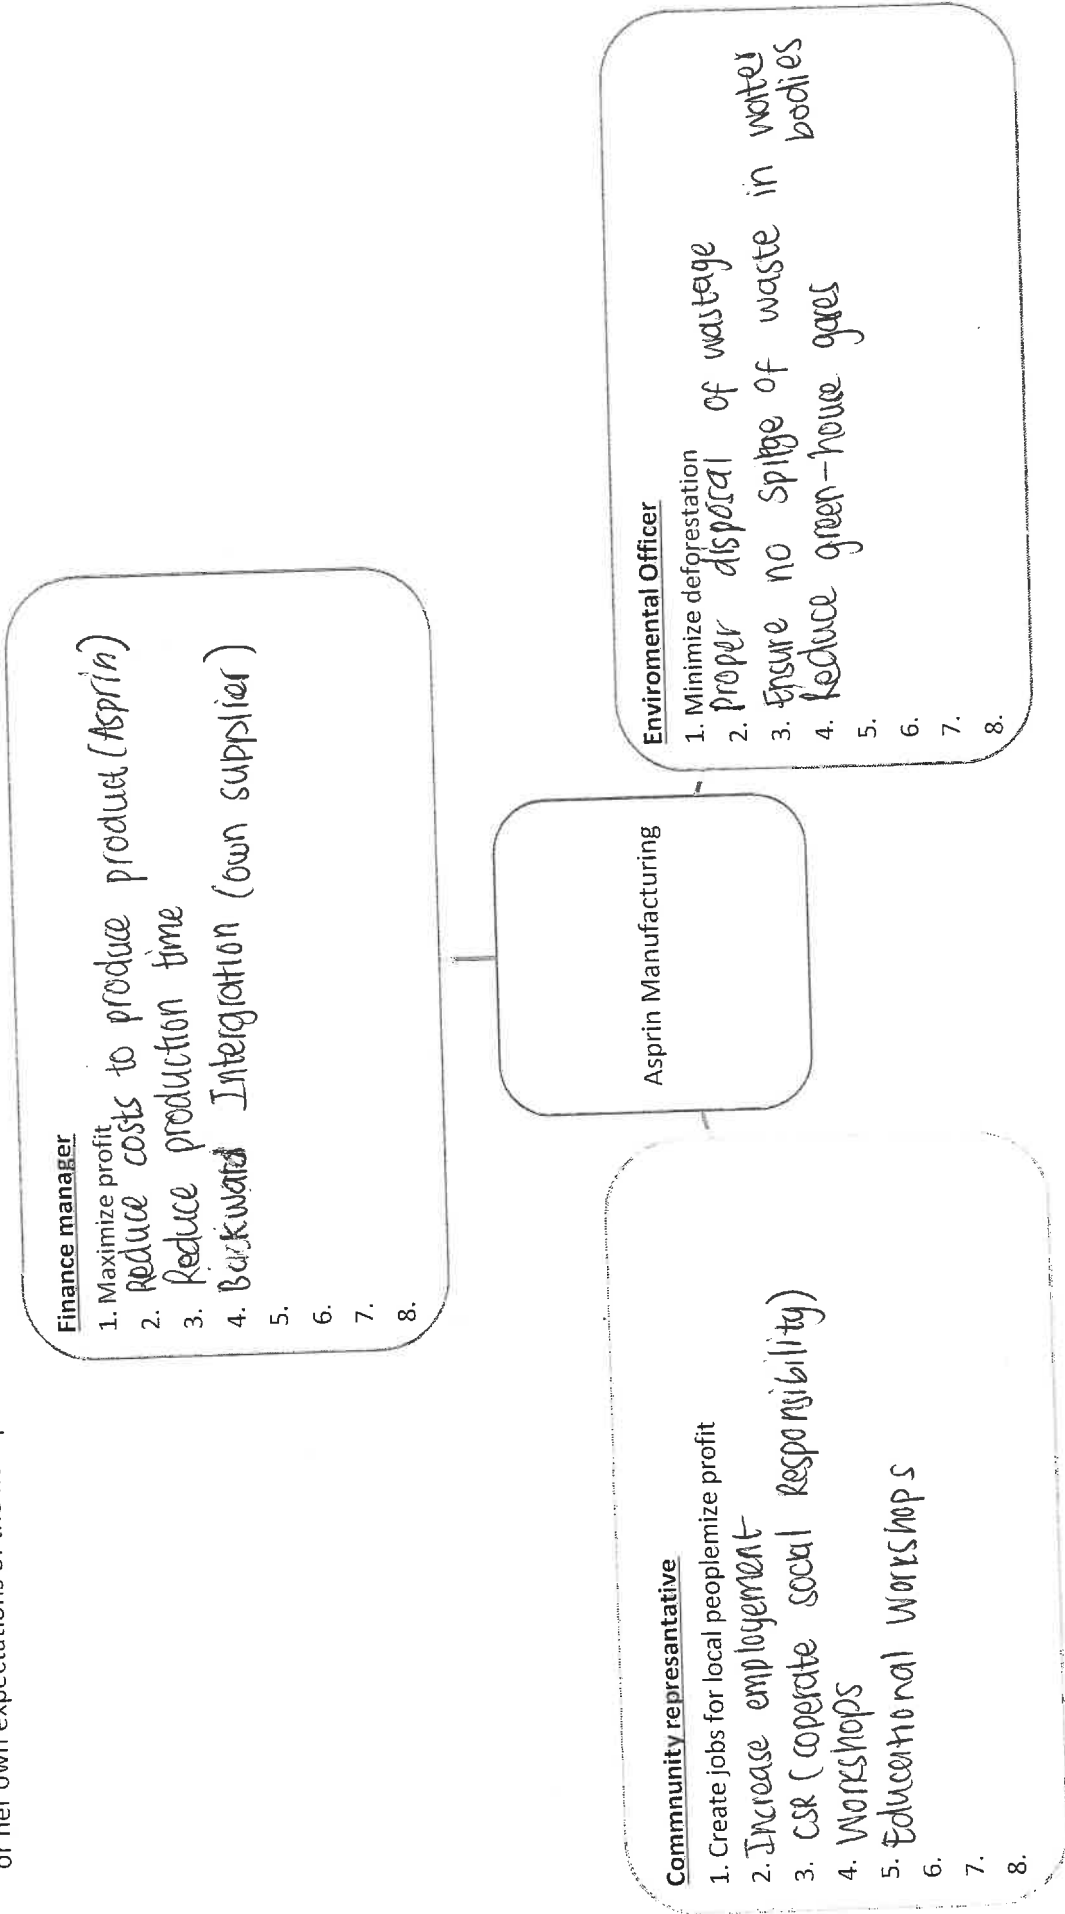 or her own expectations of the
Finance manager
1. Maximize profit
2. Reduce costs to produce product (Asprin)
3. Reduce production time
4. Backward Intergration (own supplier)
5.
6.
7.
8.
Asprin Manufacturing
Commnunity represantative
1. Create jobs for local peoplemize profit
2. Increase employement
3. CSR (coperate social Responsibility)
4. Workshops
5. Educational Workshops
6.
7.
8.
Enviromental Officer
1. Minimize deforestation
2. Proper disposal of wastage
3. Ensure no spilge of waste in water
bodies
4. Reduce green-house gases
5.
6.
7.
8.